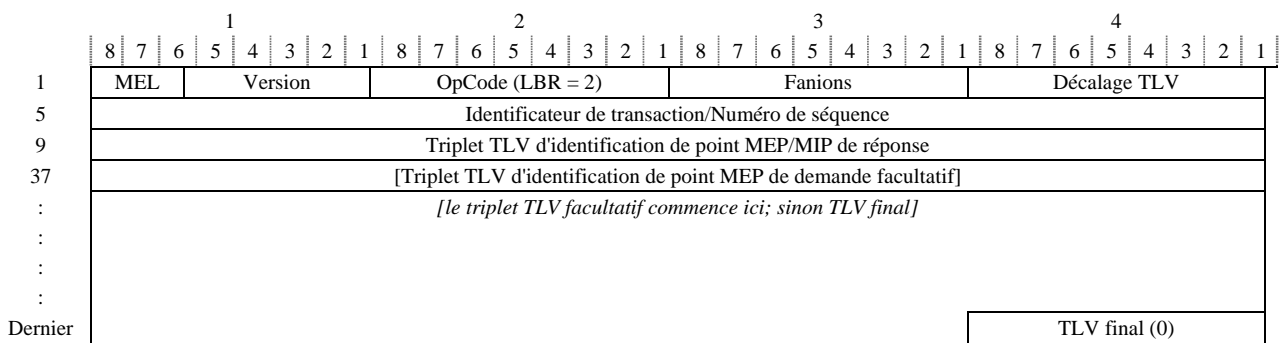 1 2 3 4
8 7 6 5 4 3 2 1 8 7 6 5 4 3 2 1 8 7 6 5 4 3 2 1 8 7 6 5 4 3 2 1
1 MEL Version OpCode (LBR = 2) Fanions Décalage TLV
5 Identificateur de transaction/Numéro de séquence
9 Triplet TLV d'identification de point MEP/MIP de réponse
37 [Triplet TLV d'identification de point MEP de demande facultatif]
: [le triplet TLV facultatif commence ici; sinon TLV final]
:
:
:
Dernier TLV final (0)